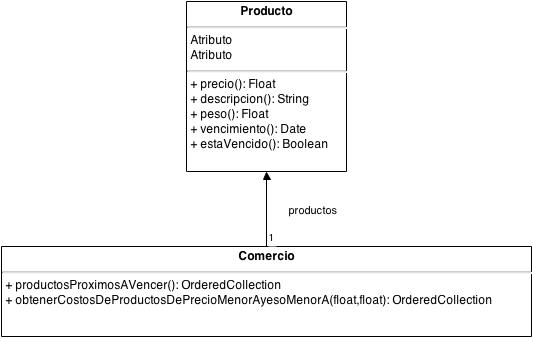 Producto
Atributo
Atributo
+ precio(): Float
+ descripcion(): String
+ peso(): Float
+ vencimiento(): Date
+ estaVencido(): Boolean
productos
1
Comercio
+ productosProximosAVencer(): OrderedCollection
+ obtenerCostosDeProductosDePrecioMenorAyesoMenorA(float,float): OrderedCollection